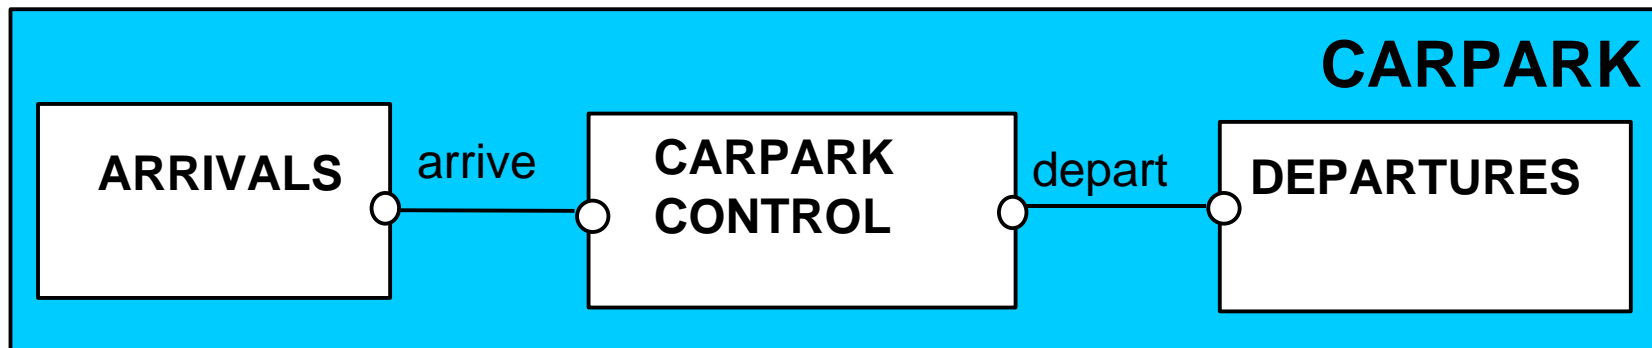 CARPARK
ARRIVALS
arrive
CARPARK
CONTROL
depart
DEPARTURES